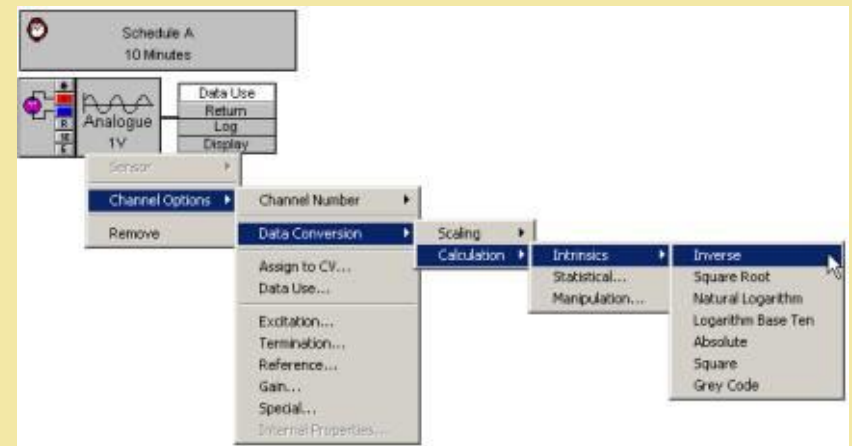 Schedule A
10 Minutes
Analogue
1V
R
SE
Data Use
Return
Log
Display
Sensor
Channel Options
Remove
Channel Number
Data Conversion
Assign to CV...
Data Use...
Excitation...
Termination...
Reference...
Gain...
Special...
Internal Properties...
Scaling
Calculation
Intrinsics
Statistical...
Manipulation...
Inverse
Square Root
Natural Logarithm
Logarithm Base Ten
Absolute
Square
Grey Code